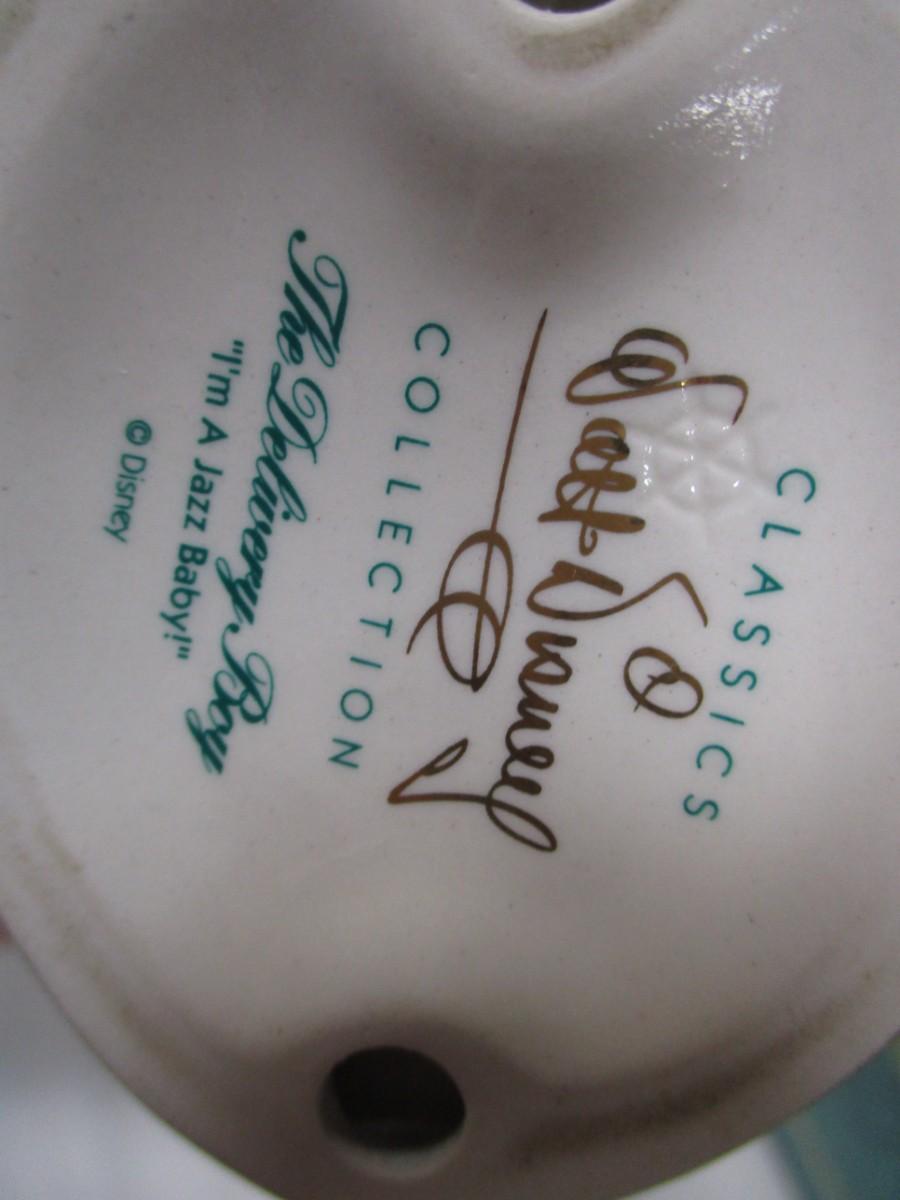 CLASSICS
Walt Disney
COLLECTION
The Delivery Boy
"I'm A Jazz Baby!"
© Disney